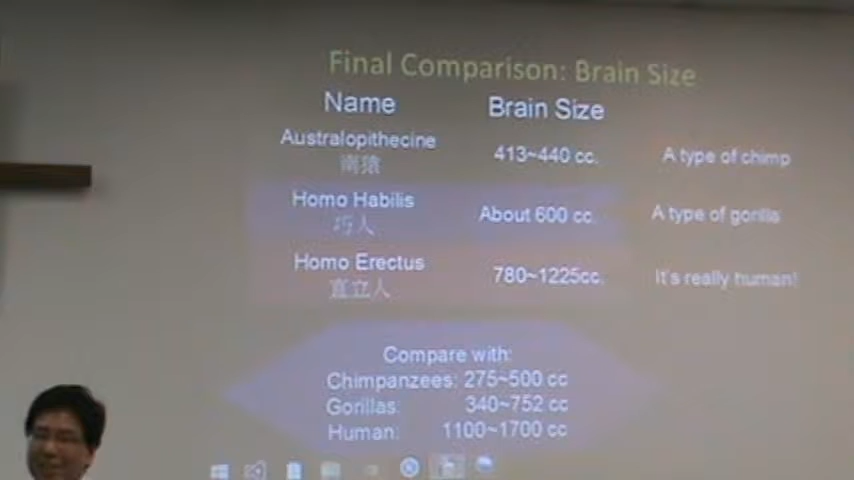 Final Comparison: Brain Size
Name Brain Size
Australopithecine 413~440 cc. A type of chimp
南猿
Homo Habilis About 600 cc. A type of gorilla
巧人
Homo Erectus 780~1225cc. It's really human!
直立人
Compare with:
Chimpanzees: 275~500 cc
Gorillas: 340~752 cc
Human: 1100~1700 cc